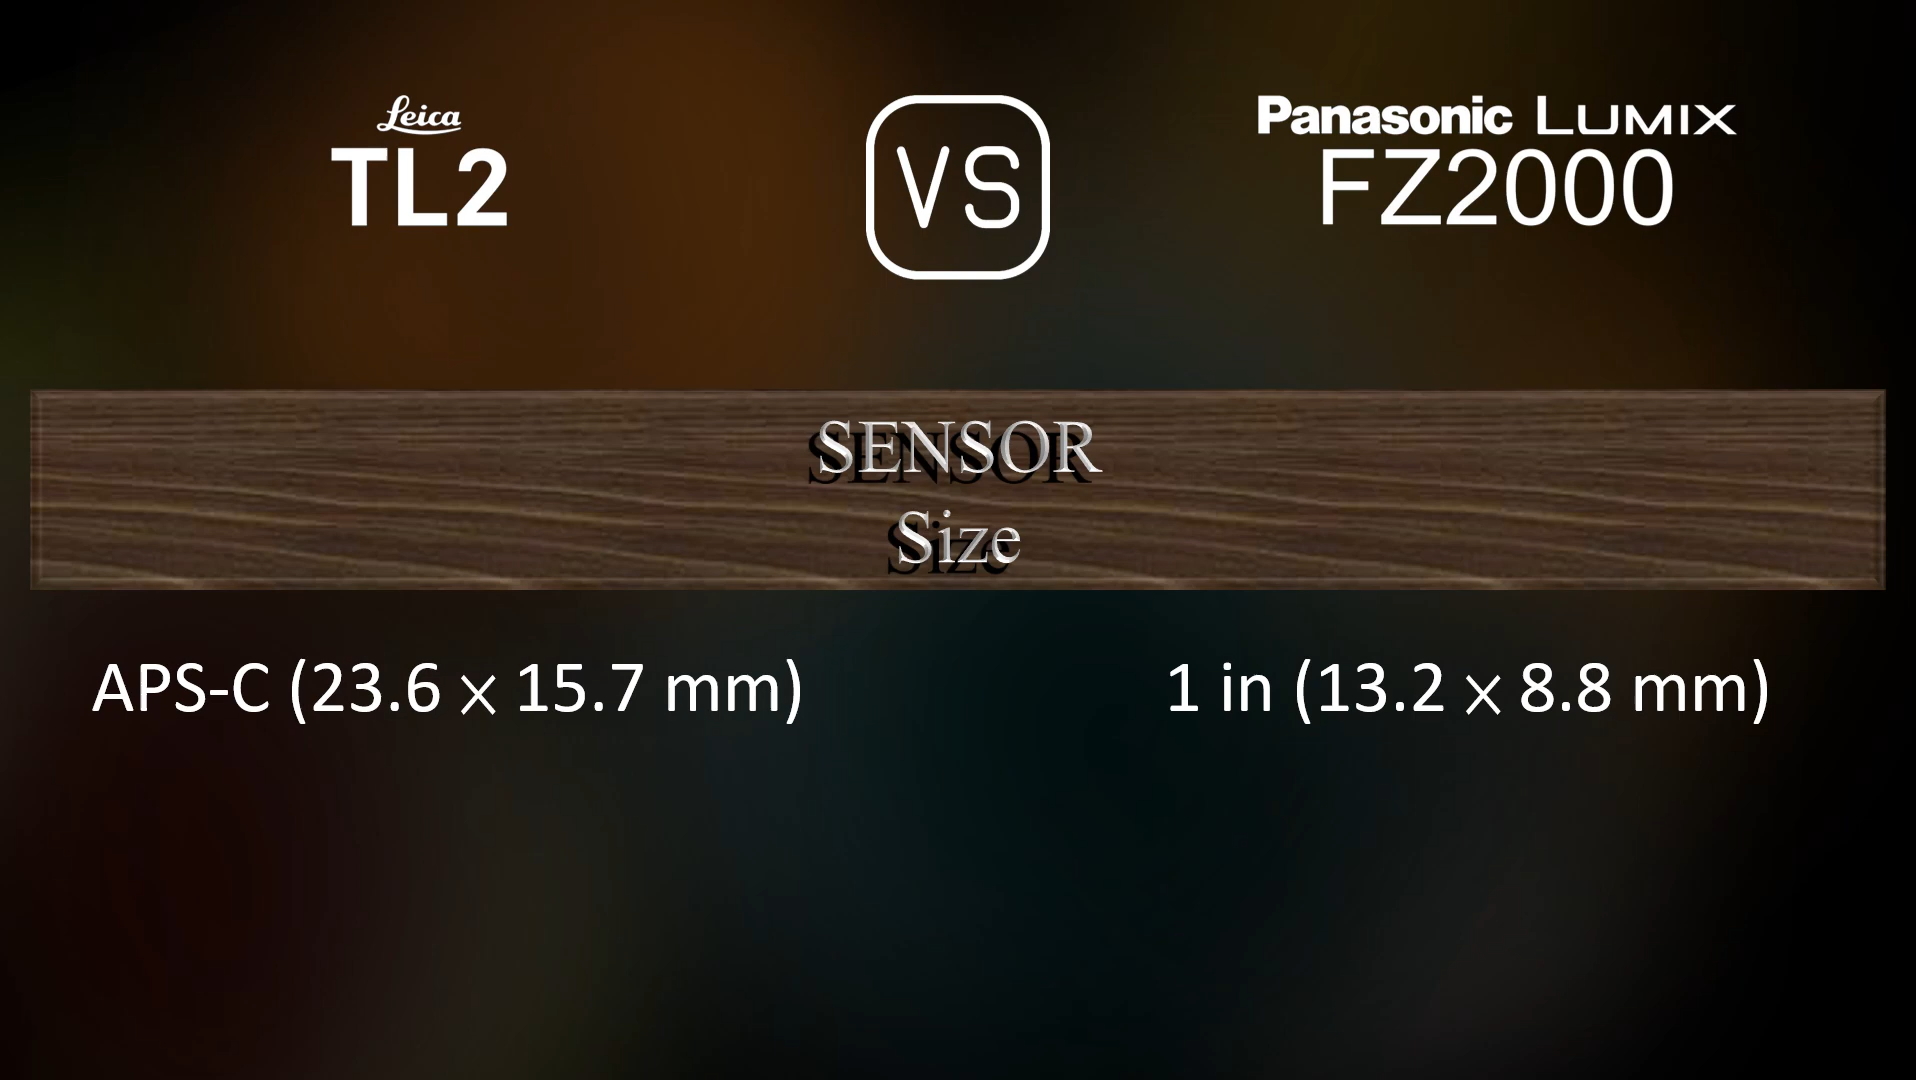 Leica
TL2
VS
Panasonic LUMIX
FZ2000
SENSOR
Size
APS-C (23.6 x 15.7 mm)
1 in (13.2 x 8.8 mm)